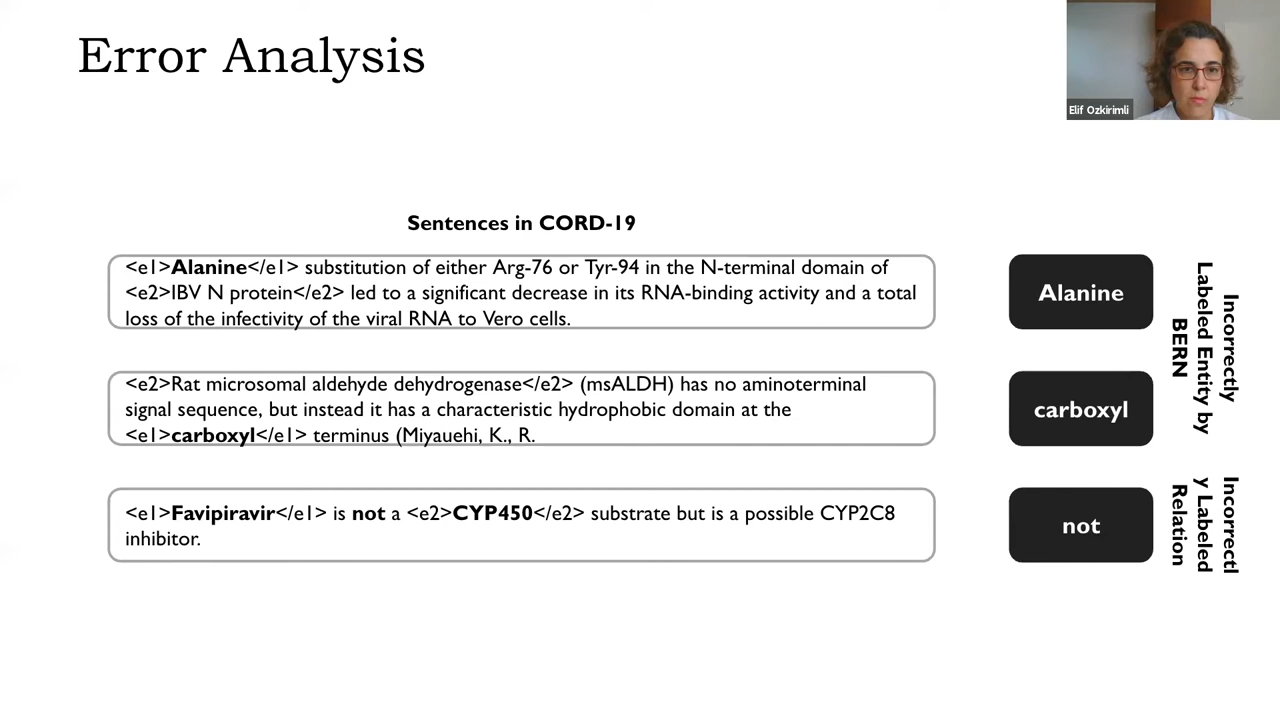 Error Analysis
Elif Ozkirimli
Sentences in CORD-19
<e1>Alanine</e1> substitution of either Arg-76 or Tyr-94 in the N-terminal domain of
<e2>IBV N protein</e2> led to a significant decrease in its RNA-binding activity and a total
loss of the infectivity of the viral RNA to Vero cells.
Alanine
<e2>Rat microsomal aldehyde dehydrogenase</e2> (msALDH) has no aminoterminal
signal sequence, but instead it has a characteristic hydrophobic domain at the
<e1>carboxyl</e1> terminus (Miyauehi, K., R.
carboxyl
Incorrectly
Labeled Entity by
BERN
<e1>Favipiravir</e1> is not a <e2>CYP450</e2> substrate but is a possible CYP2C8
inhibitor.
not
Incorrectl
y Labeled
Relation